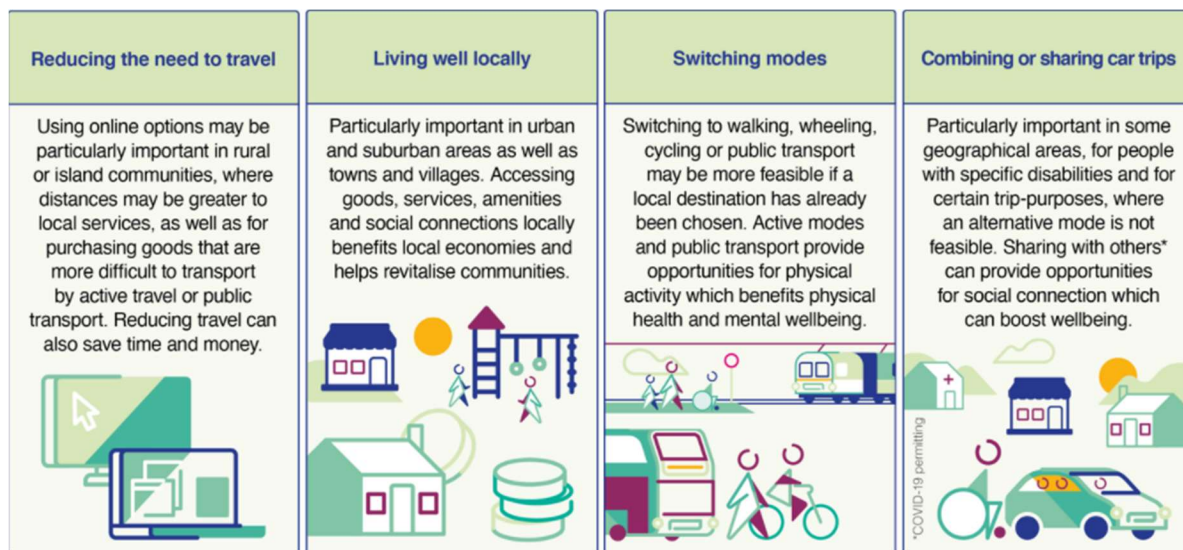 Reducing the need to travel
Using online options may be
particularly important in rural
or island communities, where
distances may be greater to
local services, as well as for
purchasing goods that are
more difficult to transport
by active travel or public
transport. Reducing travel can
also save time and money.
Living well locally
Particularly important in urban
and suburban areas as well as
towns and villages. Accessing
goods, services, amenities
and social connections locally
benefits local economies and
helps revitalise communities.
Switching modes
Switching to walking, wheeling,
cycling or public transport
may be more feasible if a
local destination has already
been chosen. Active modes
and public transport provide
opportunities for physical
activity which benefits physical
health and mental wellbeing.
Combining or sharing car trips
Particularly important in some
geographical areas, for people
with specific disabilities and for
certain trip-purposes, where
an alternative mode is not
feasible. Sharing with others*
can provide opportunities
for social connection which
can boost wellbeing.
*COVID-19 permitting